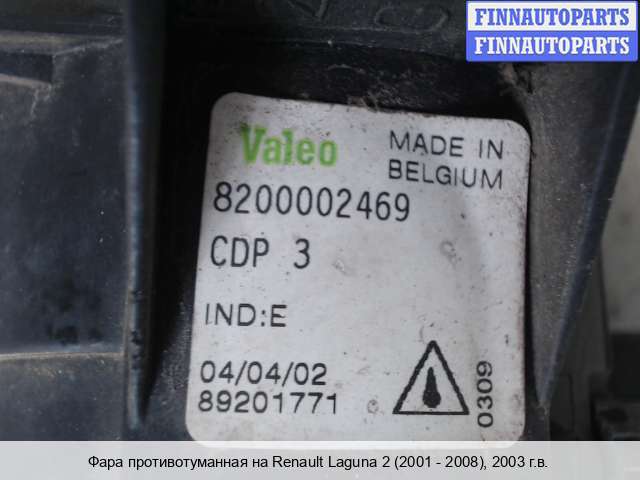 FINNAUTOPARTS
FINNAUTOPARTS
Valeo
MADE IN
BELGIUM
8200002469
CDP 3
IND:E
04/04/02
89201771
0309
Фара противотуманная на Renault Laguna 2 (2001 - 2008), 2003 г.в.